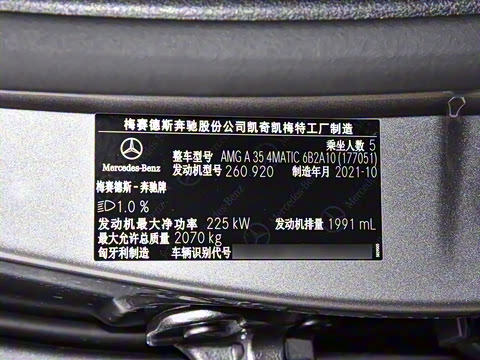 梅赛德斯奔驰股份公司凯奇凯梅特工厂制造
乘坐人数 5
整车型号 AMG A 35 4MATIC 6B2A10 (177051)
发动机型号 260 920 制造年月 2021-10
Mercedes-Benz
梅赛德斯-奔驰牌
1.0 %
发动机最大净功率 225 kW 发动机排量 1991 mL
最大允许总质量 2070 kg
匈牙利制造 车辆识别代号